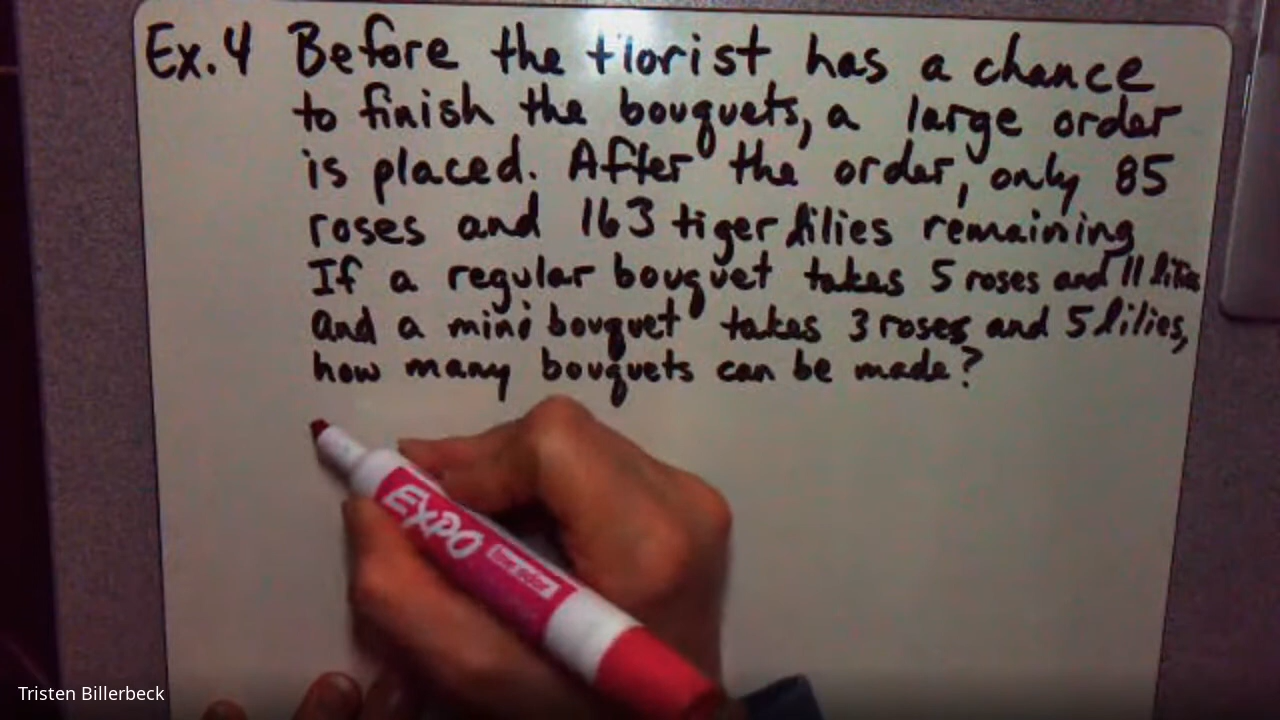 Ex.4 Before the florist has a chance
to finish the bouquets, a large order
is placed. After the order, only 85
roses and 163 tiger lilies remaining
If a regular bouquet takes 5 roses and 11 lilies
and a mini bouquet takes 3 roses and 5 lilies,
how many bouquets can be made?
EXPO
low odor
Tristen Billerbeck